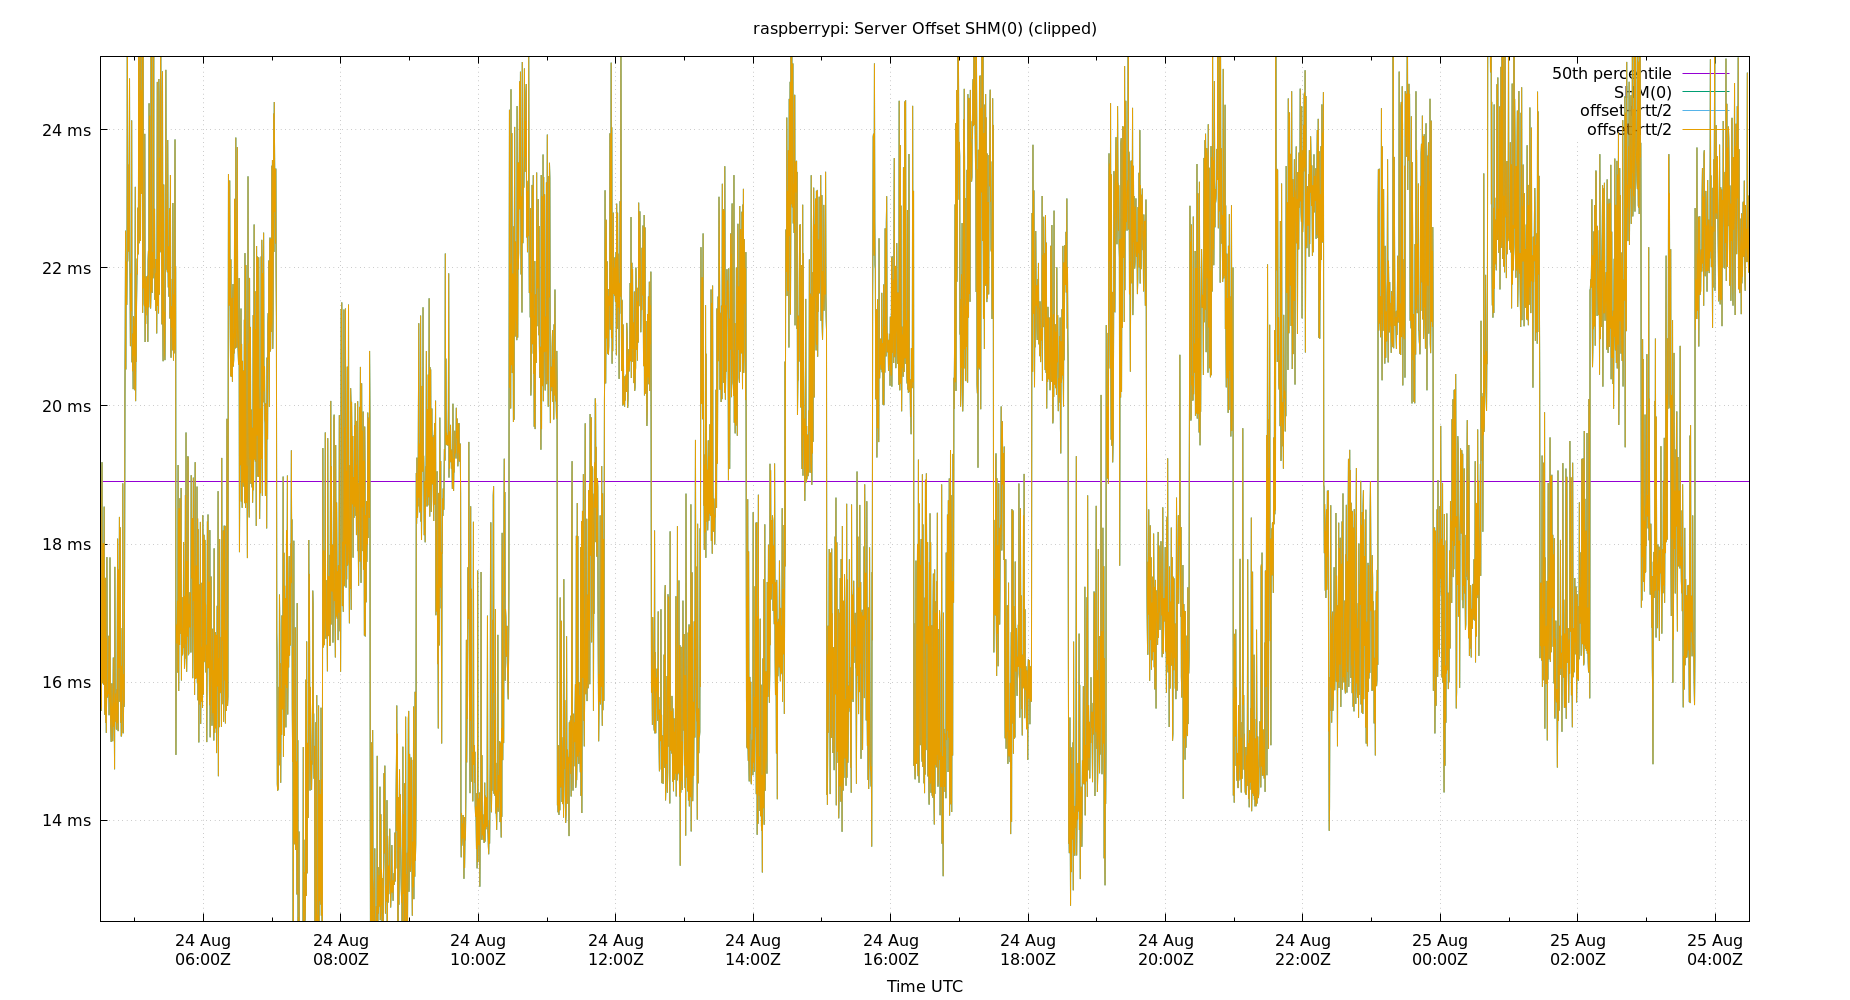 raspberrypi: Server Offset SHM(0) (clipped)
50th percentile
SHM(0)
offset-rtt/2
offset+rtt/2
24 ms
22 ms
20 ms
18 ms
16 ms
14 ms
24 Aug 24 Aug 24 Aug 24 Aug 24 Aug 24 Aug 24 Aug 24 Aug 24 Aug 25 Aug 25 Aug 25 Aug
06:00Z 08:00Z 10:00Z 12:00Z 14:00Z 16:00Z 18:00Z 20:00Z 22:00Z 00:00Z 02:00Z 04:00Z
Time UTC